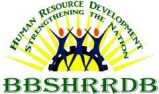 HUMAN RESOURCE DEVELOPMENT
STRENGTHENING THE NATION
BBSHRRDB